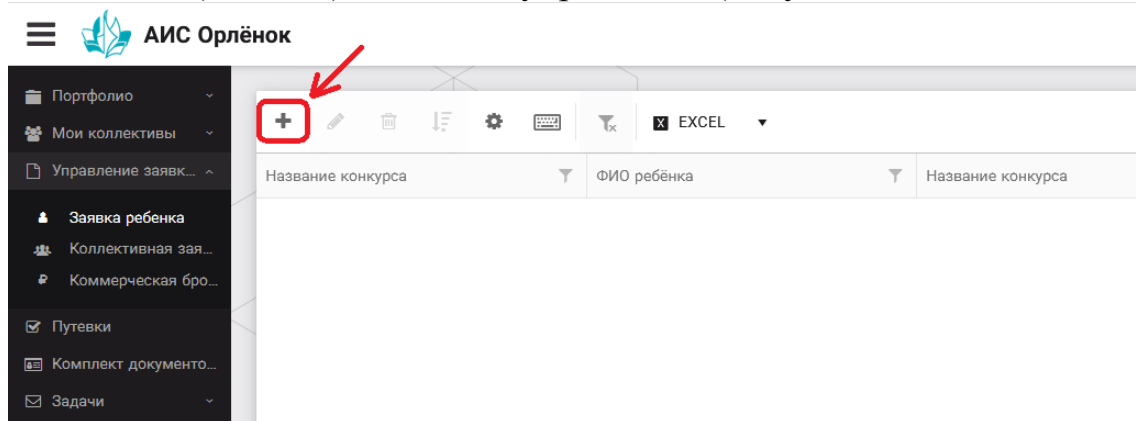 АИС Орлёнок
Портфолио
Мои коллективы
Управление заявк...
Заявка ребенка
Коллективная зая...
Коммерческая бро...
Путевки
Комплект документо...
Задачи
EXCEL
Название конкурса
ФИО ребёнка
Название конкурса